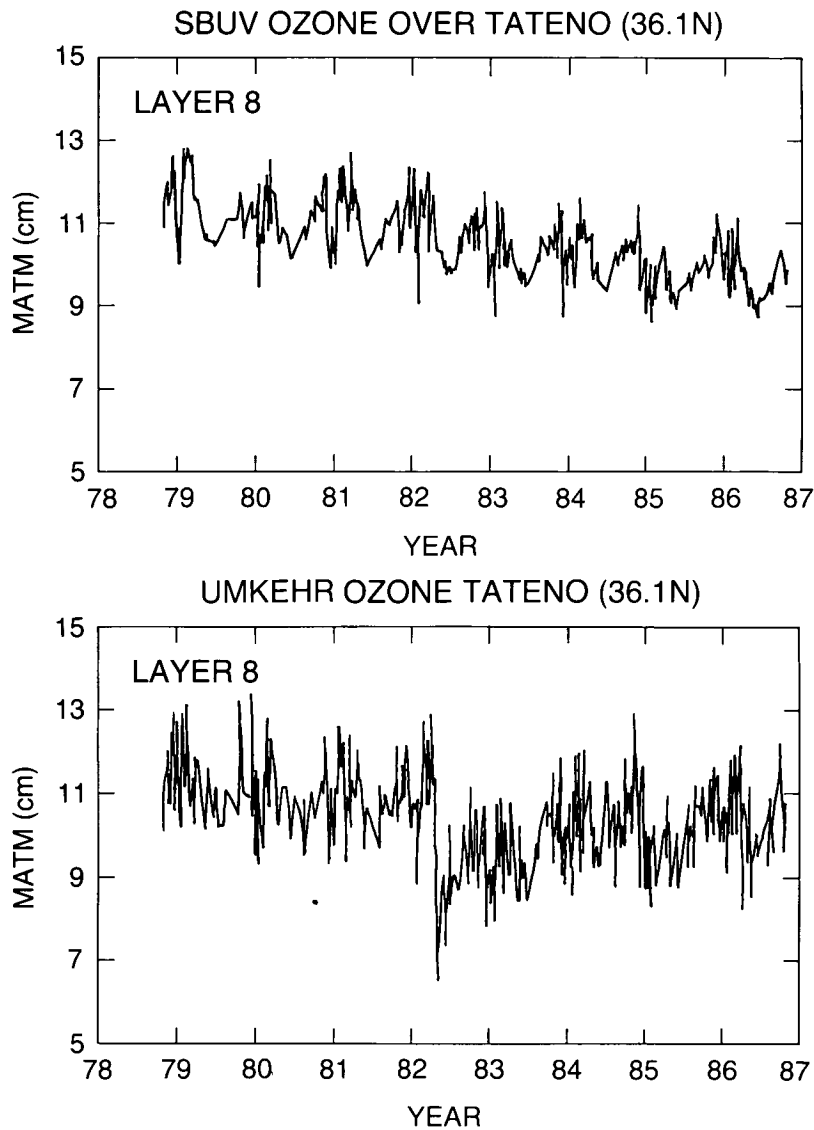 SBUV OZONE OVER TATENO (36.1N)
LAYER 8
15
13
11
9
7
5
MATM (cm)
78 79 80 81 82 83 84 85 86 87
YEAR
UMKEHR OZONE TATENO (36.1N)
LAYER 8
15
13
11
9
7
5
MATM (cm)
78 79 80 81 82 83 84 85 86 87
YEAR